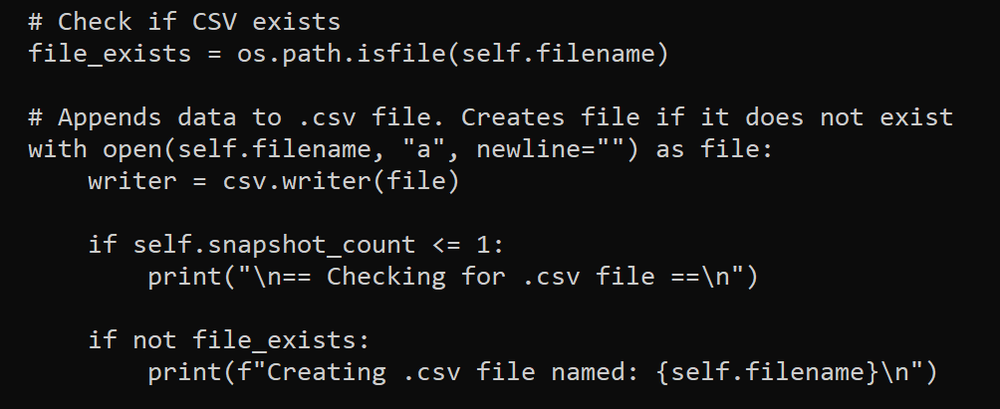 # Check if CSV exists
file_exists = os.path.isfile(self.filename)

# Appends data to .csv file. Creates file if it does not exist
with open(self.filename, "a", newline="") as file:
    writer = csv.writer(file)

    if self.snapshot_count <= 1:
        print("\n== Checking for .csv file ==\n")

    if not file_exists:
        print(f"Creating .csv file named: {self.filename}\n")